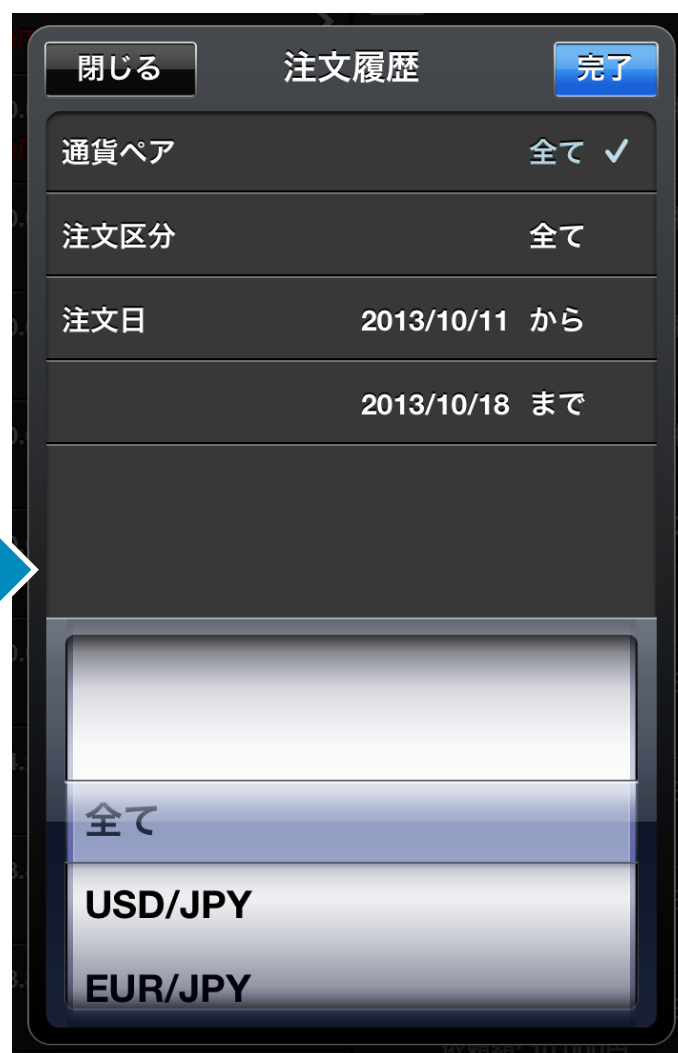 閉じる 注文履歴 完了
通貨ペア 全て ✓
注文区分 全て
注文日 2013/10/11 から
2013/10/18 まで
全て
USD/JPY
EUR/JPY